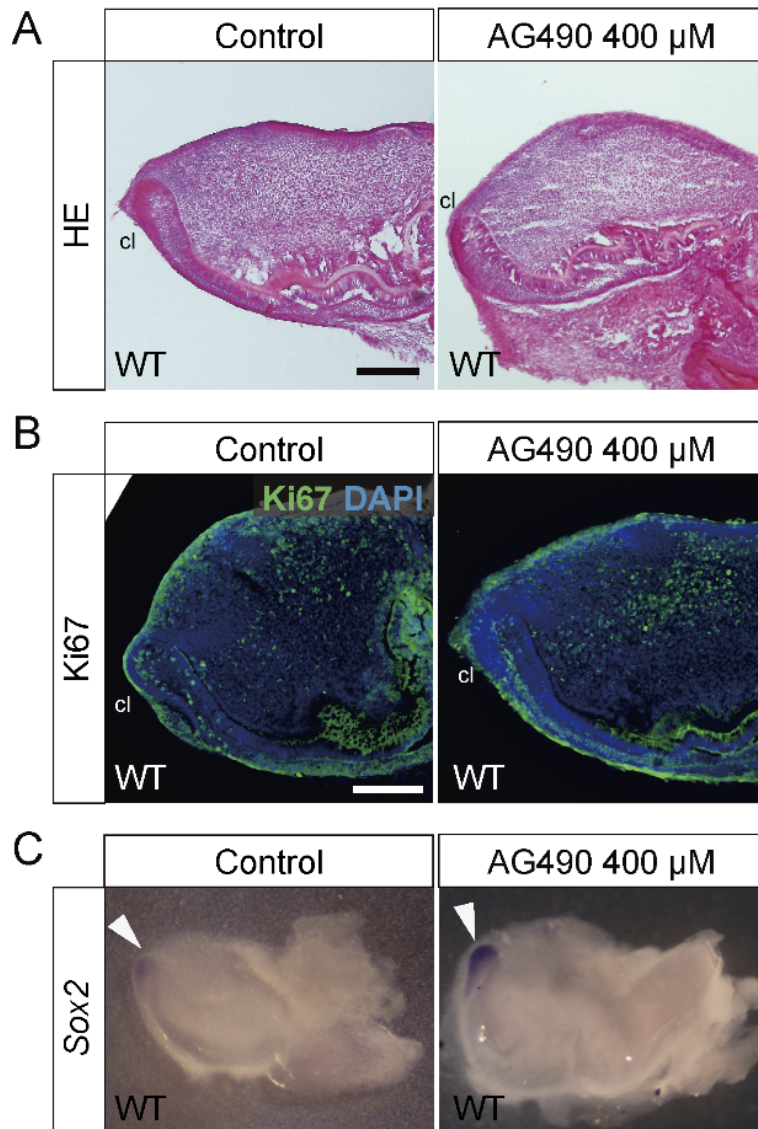 A
Control
AG490 400 µM
HE
cl
WT
cl
WT
B
Control
AG490 400 µM
Ki67
Ki67 DAPI
cl
WT
cl
WT
C
Control
AG490 400 µM
Sox2
WT
WT